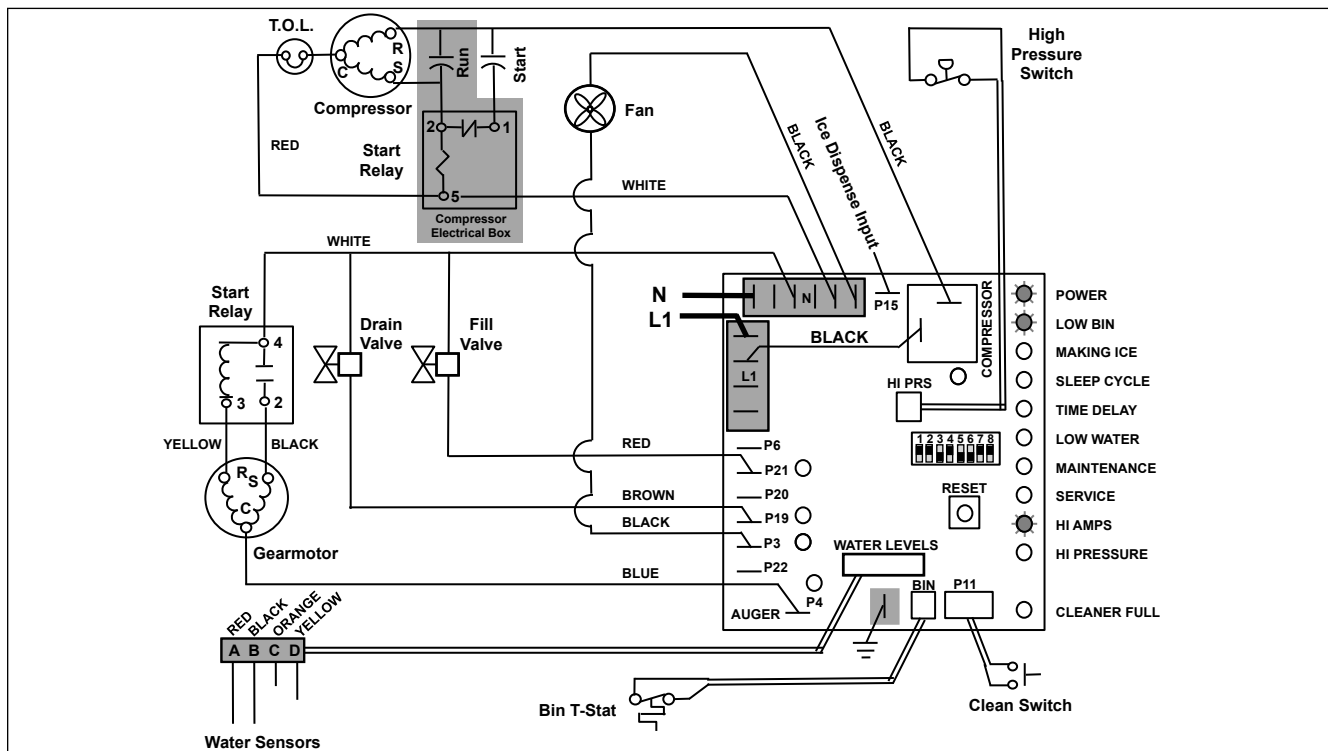 T.O.L.
R
C
S
Compressor
Run
Start
2
1
5
Start
Relay
Compressor
Electrical Box
RED
Fan
BLACK
Ice Dispense Input
BLACK
High
Pressure
Switch
WHITE
WHITE
Start
Relay
4
3
2
YELLOW
BLACK
R
S
C
Gearmotor
Drain
Valve
Fill
Valve
N
L1
N
P15
BLACK
L1
COMPRESSOR
HI PRS
POWER
LOW BIN
MAKING ICE
SLEEP CYCLE
TIME DELAY
LOW WATER
MAINTENANCE
SERVICE
HI AMPS
HI PRESSURE
CLEANER FULL
1 2 3 4 5 6 7 8
RESET
P6
RED
P21
P20
BROWN
P19
BLACK
P3
P22
BLUE
P4
AUGER
WATER LEVELS
BIN
P11
RED
BLACK
ORANGE
YELLOW
A B C D
Water Sensors
Bin T-Stat
Clean Switch